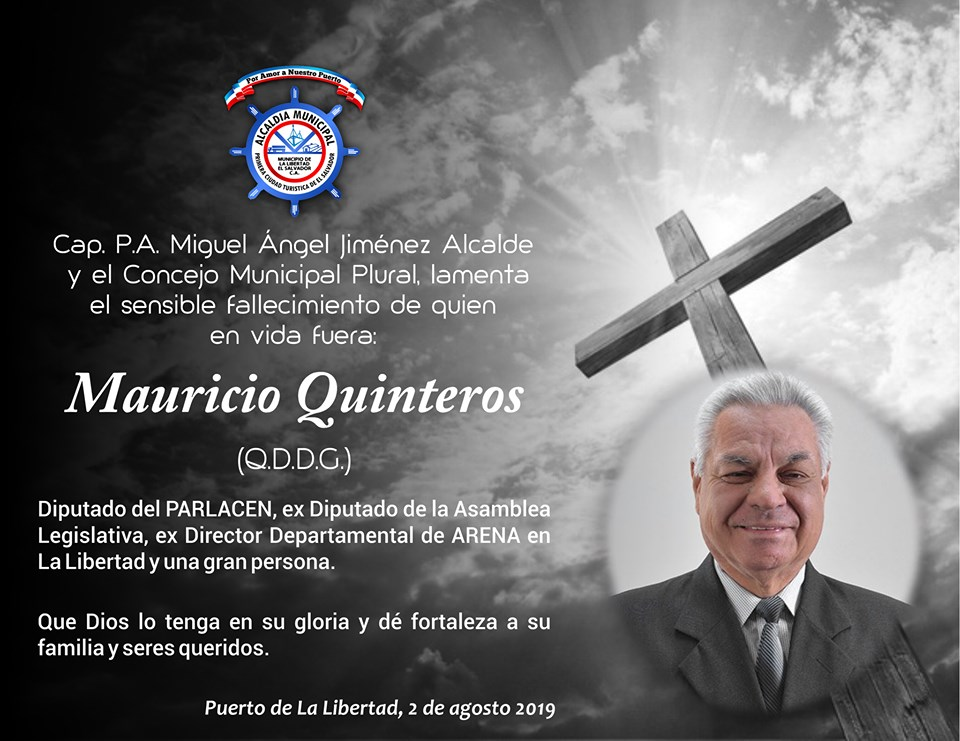 Por Amor a Nuestro Puerto
ALCALDIA MUNICIPAL
MUNICIPIO DE
LA LIBERTAD
EL SALVADOR
C.A.
PRIMERA CIUDAD TURISTICA DE EL SALVADOR
Cap. P.A. Miguel Ángel Jiménez Alcalde
y el Concejo Municipal Plural, lamenta
el sensible fallecimiento de quien
en vida fuera:
Mauricio Quinteros
(Q.D.D.G.)
Diputado del PARLACEN, ex Diputado de la Asamblea
Legislativa, ex Director Departamental de ARENA en
La Libertad y una gran persona.
Que Dios lo tenga en su gloria y dé fortaleza a su
familia y seres queridos.
Puerto de La Libertad, 2 de agosto 2019